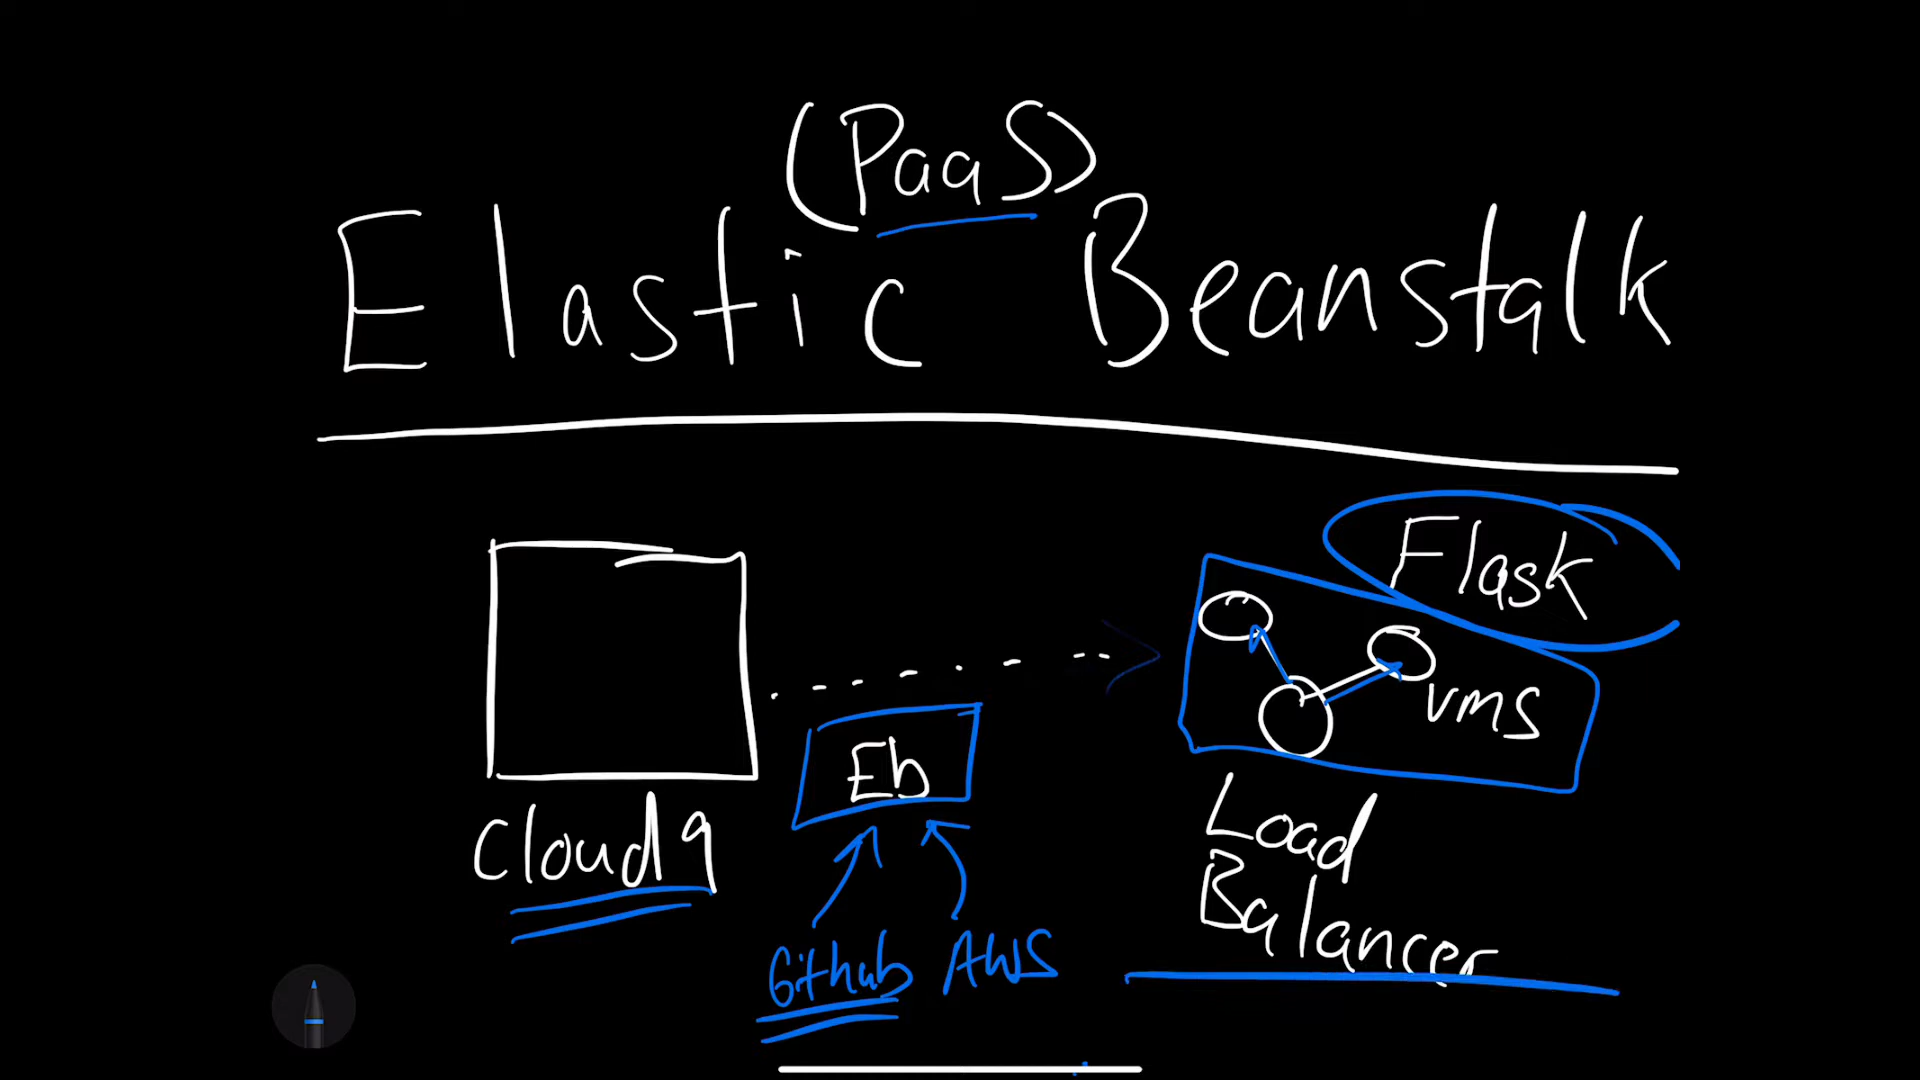 (PaaS)
Elastic Beanstalk
Flask
vms
Eb
Cloud9
Load
Balancer
Github AWS